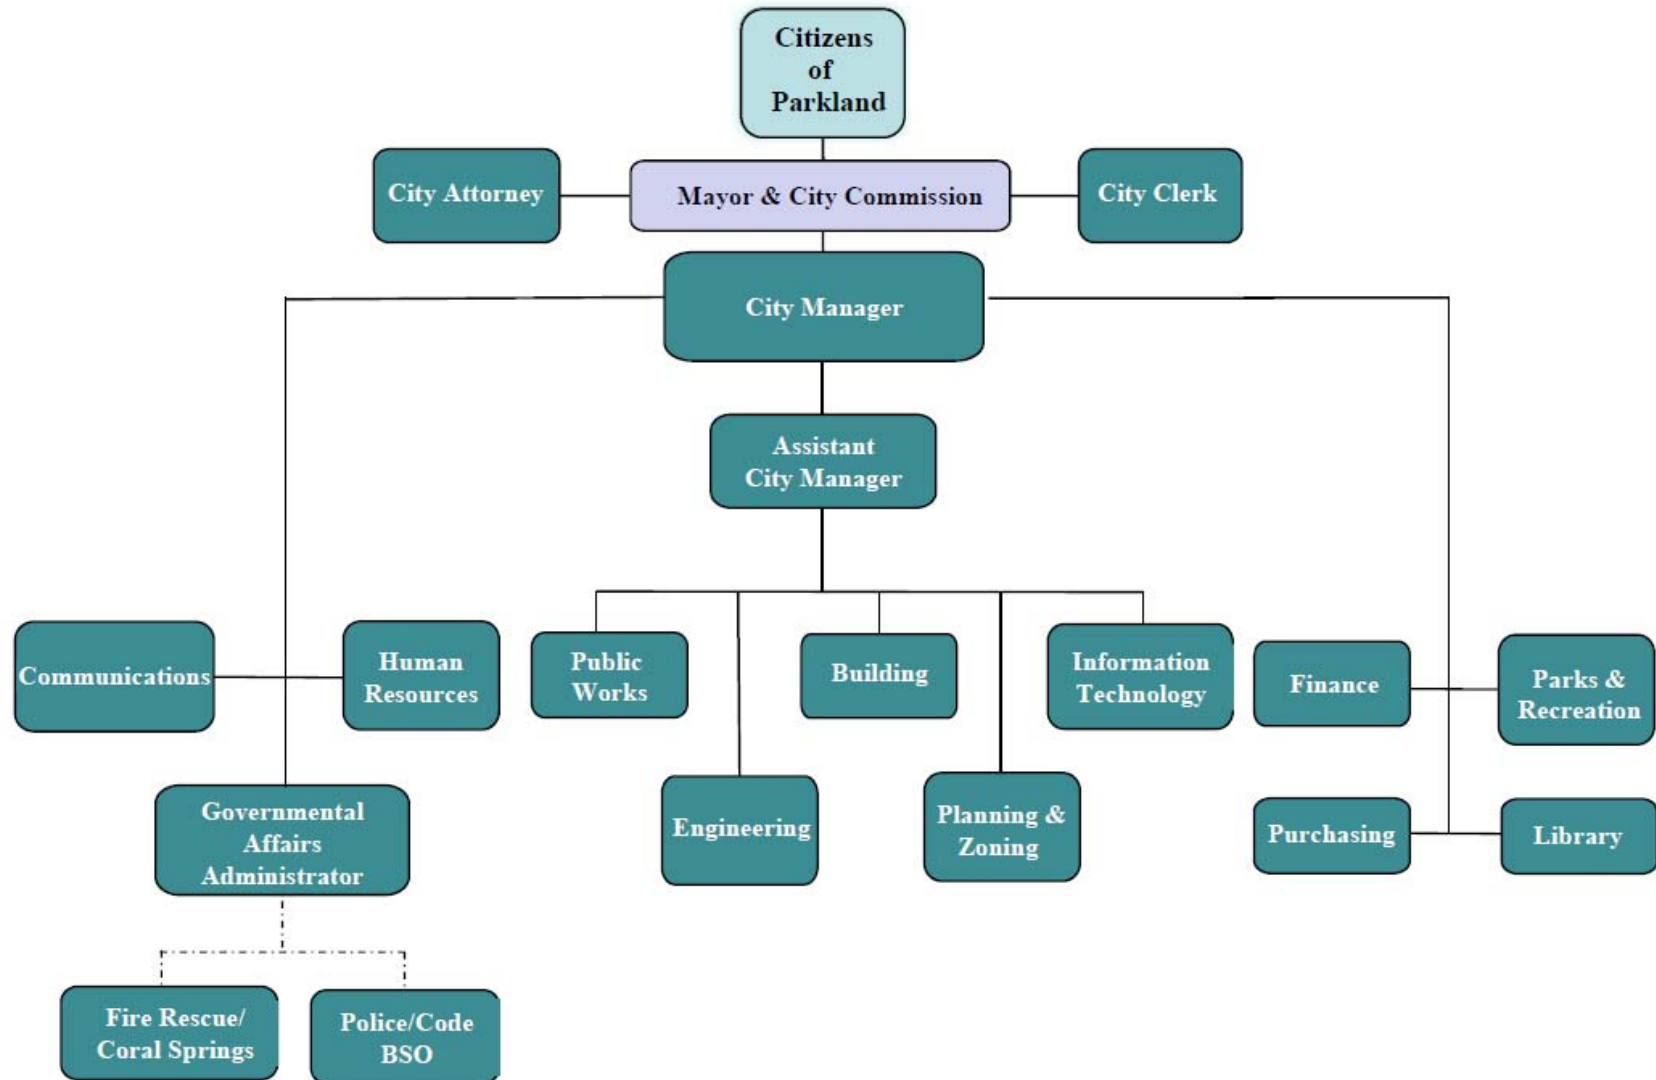 Citizens
of
Parkland
City Attorney
Mayor & City Commission
City Clerk
City Manager
Assistant
City Manager
Communications
Human
Resources
Public
Works
Building
Information
Technology
Finance
Parks &
Recreation
Governmental
Affairs
Administrator
Engineering
Planning &
Zoning
Purchasing
Library
Fire Rescue/
Coral Springs
Police/Code
BSO